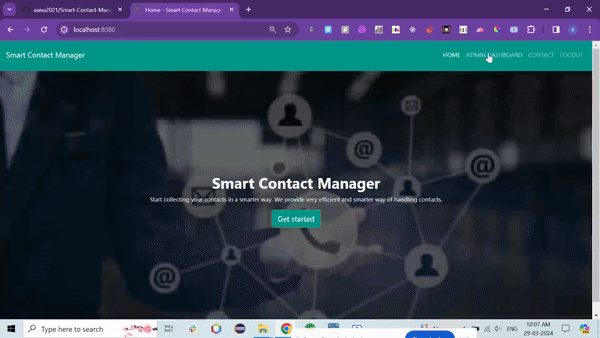 aanu2021/Smart-Contact-Man
Home - Smart Contact Manager
localhost:8080
Smart Contact Manager
HOME ADMIN DASHBOARD CONTACT LOGOUT
Smart Contact Manager
Start collecting your contacts in a smarter way. We provide very efficient and smarter way of handling contacts.
Get started
Type here to search
ENG
10:07 AM
29-03-2024